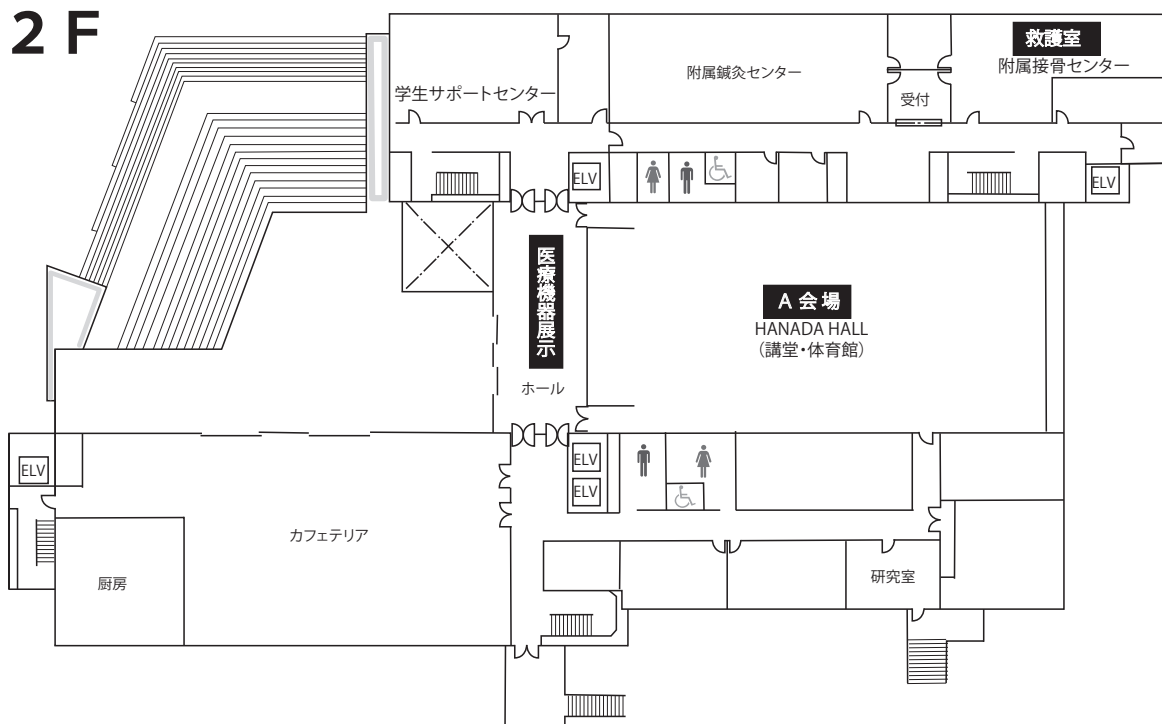 2 F
救護室
附属接骨センター
附属鍼灸センター
学生サポートセンター
受付
ELV
ELV
医療機器展示
A 会 場
HANADA HALL
(講堂・体育館)
ホール
ELV
ELV
ELV
カフェテリア
厨房
研究室